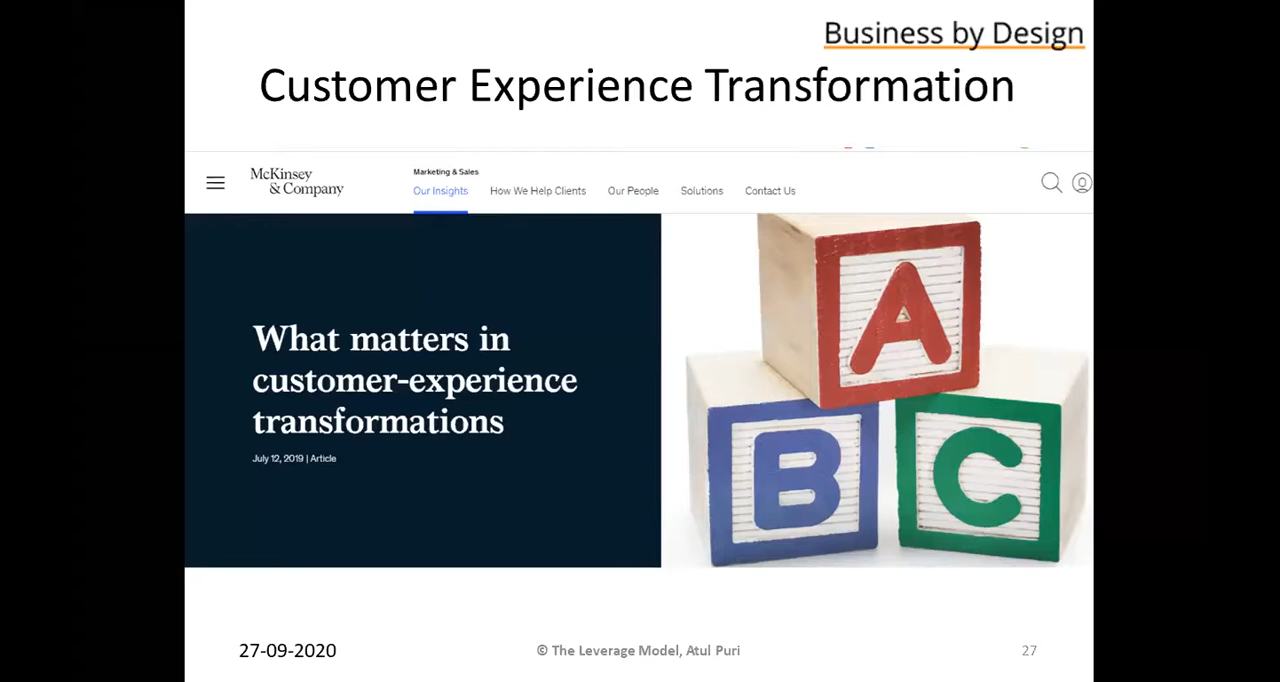 Business by Design
Customer Experience Transformation
McKinsey
& Company
Marketing & Sales
Our Insights How We Help Clients Our People Solutions Contact Us
What matters in
customer-experience
transformations
July 12, 2019 | Article
A
B C
27-09-2020 © The Leverage Model, Atul Puri 27